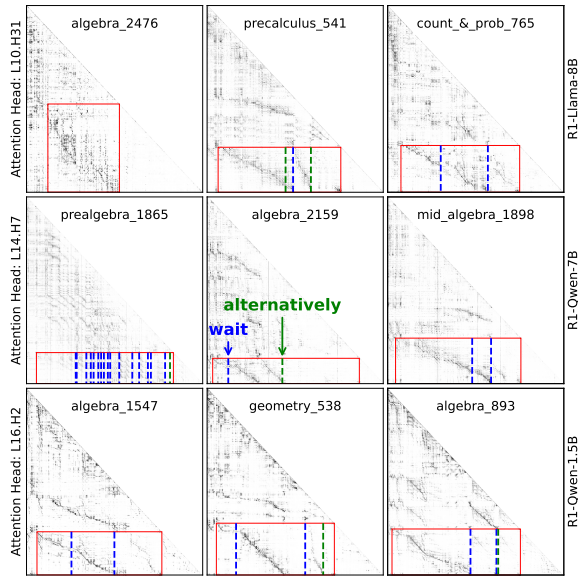 algebra_2476
precalculus_541
count_&_prob_765
Attention Head: L10.H31
R1-Llama-8B
prealgebra_1865
algebra_2159
mid_algebra_1898
alternatively
wait
Attention Head: L14.H7
R1-Qwen-7B
algebra_1547
geometry_538
algebra_893
Attention Head: L16.H2
R1-Qwen-1.5B